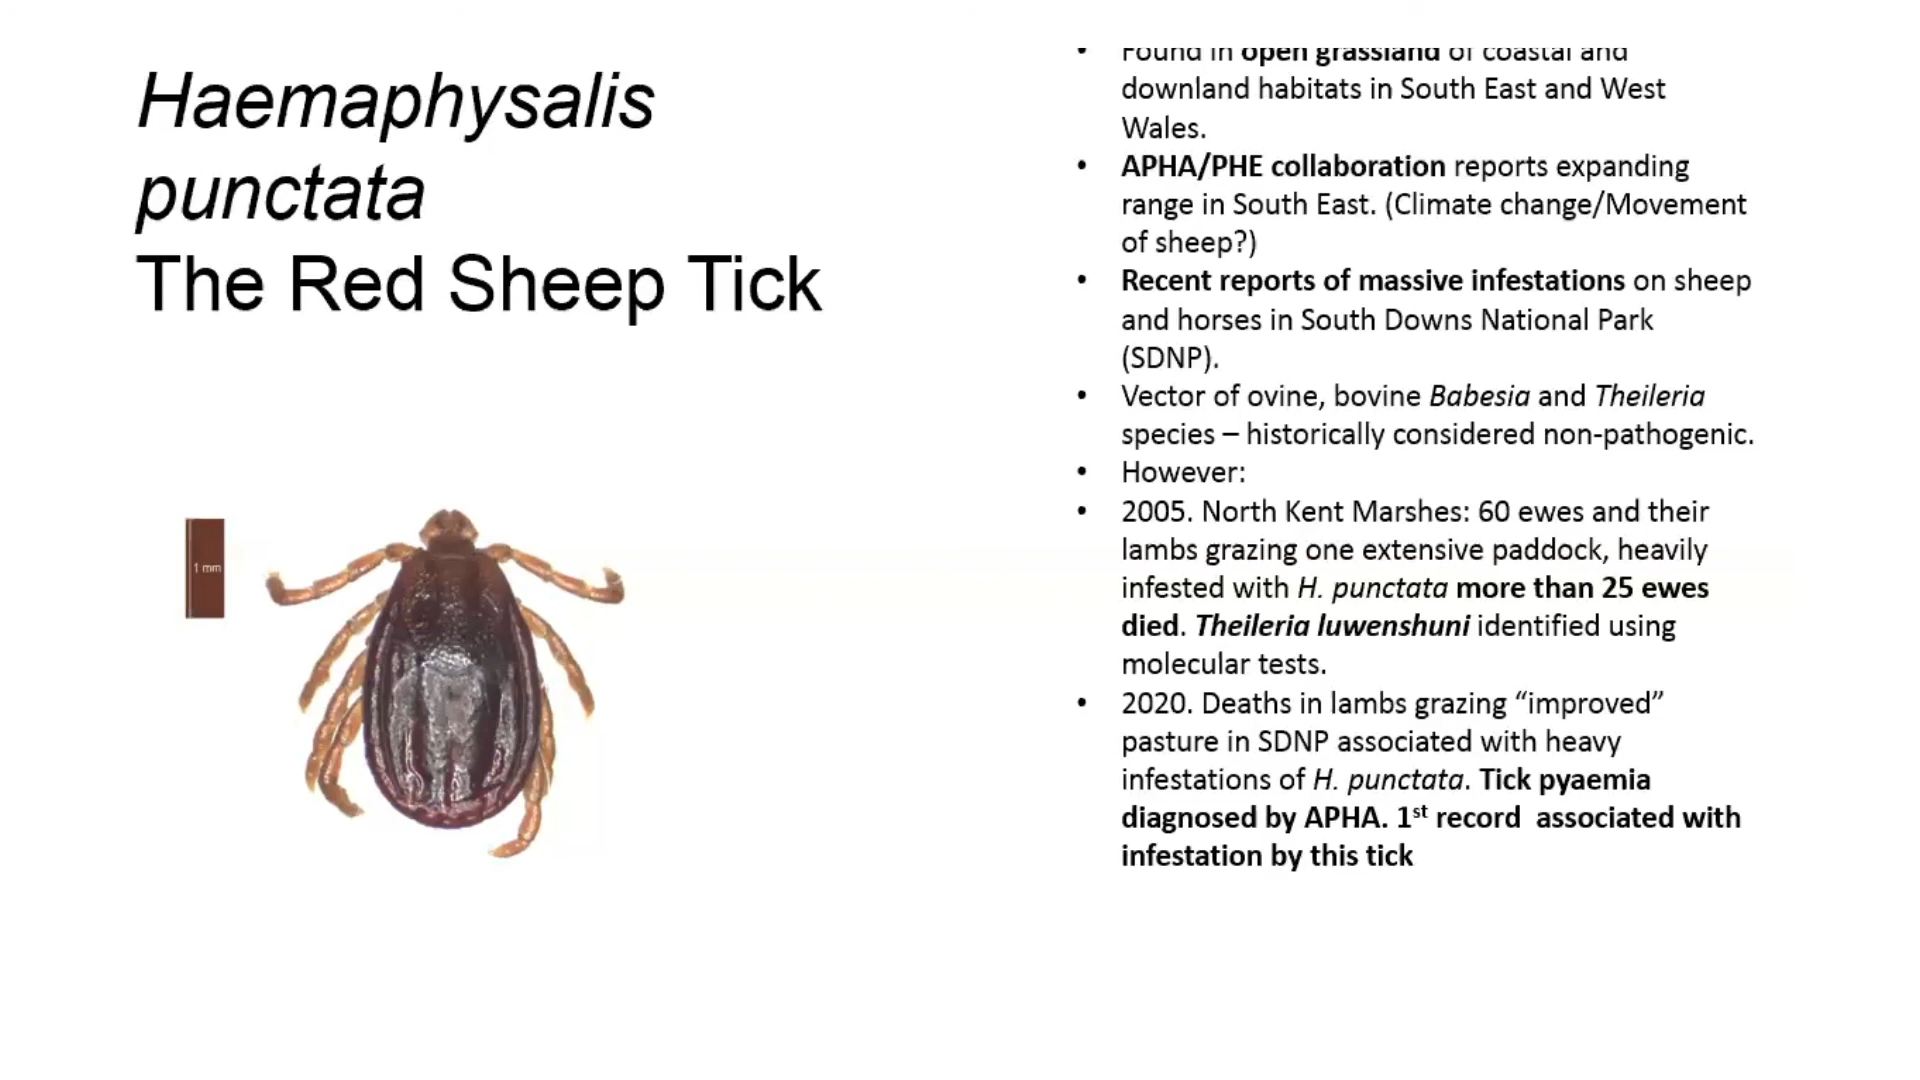 Haemaphysalis
punctata
The Red Sheep Tick
1 mm
• Found in open grassland of coastal and
downland habitats in South East and West
Wales.
• APHA/PHE collaboration reports expanding
range in South East. (Climate change/Movement
of sheep?)
• Recent reports of massive infestations on sheep
and horses in South Downs National Park
(SDNP).
• Vector of ovine, bovine Babesia and Theileria
species – historically considered non-pathogenic.
• However:
• 2005. North Kent Marshes: 60 ewes and their
lambs grazing one extensive paddock, heavily
infested with H. punctata more than 25 ewes
died. Theileria luwenshuni identified using
molecular tests.
• 2020. Deaths in lambs grazing “improved”
pasture in SDNP associated with heavy
infestations of H. punctata. Tick pyaemia
diagnosed by APHA. 1st record associated with
infestation by this tick